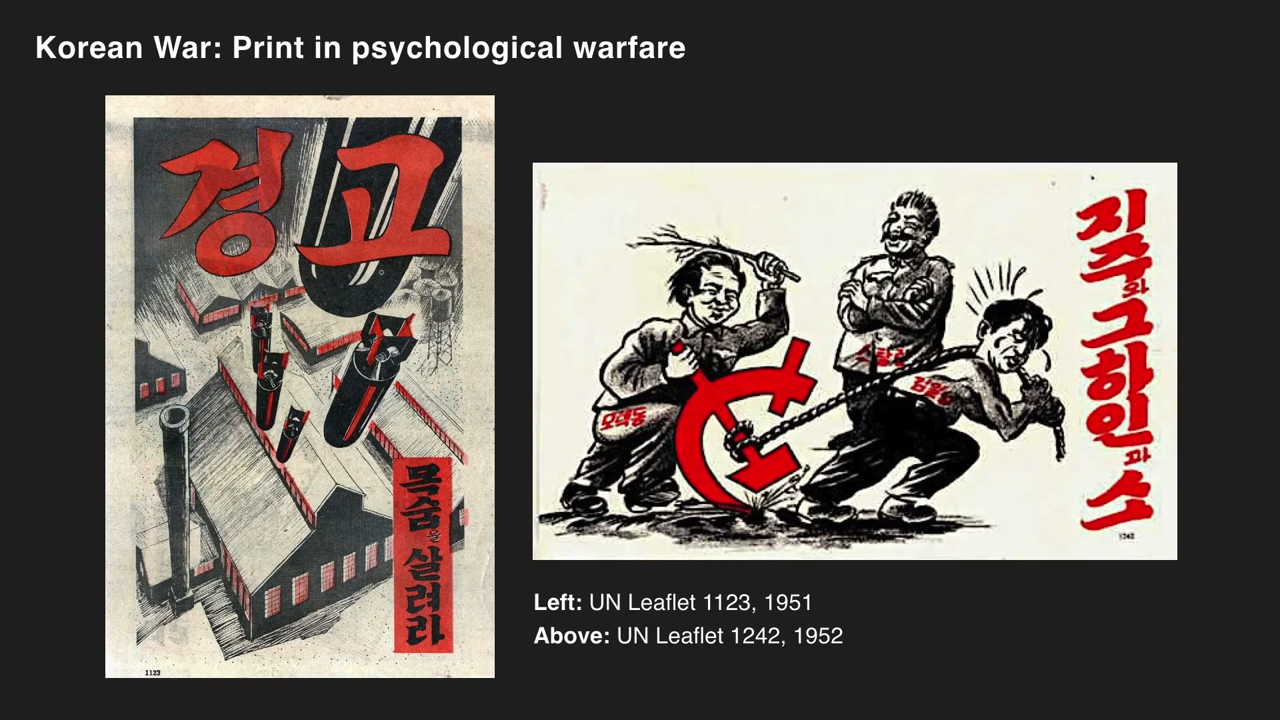 Korean War: Print in psychological warfare
경고
목숨을 살려라
1123
지주와 그 하인과 소
모택동
스탈린
김일성
1242
Left: UN Leaflet 1123, 1951
Above: UN Leaflet 1242, 1952